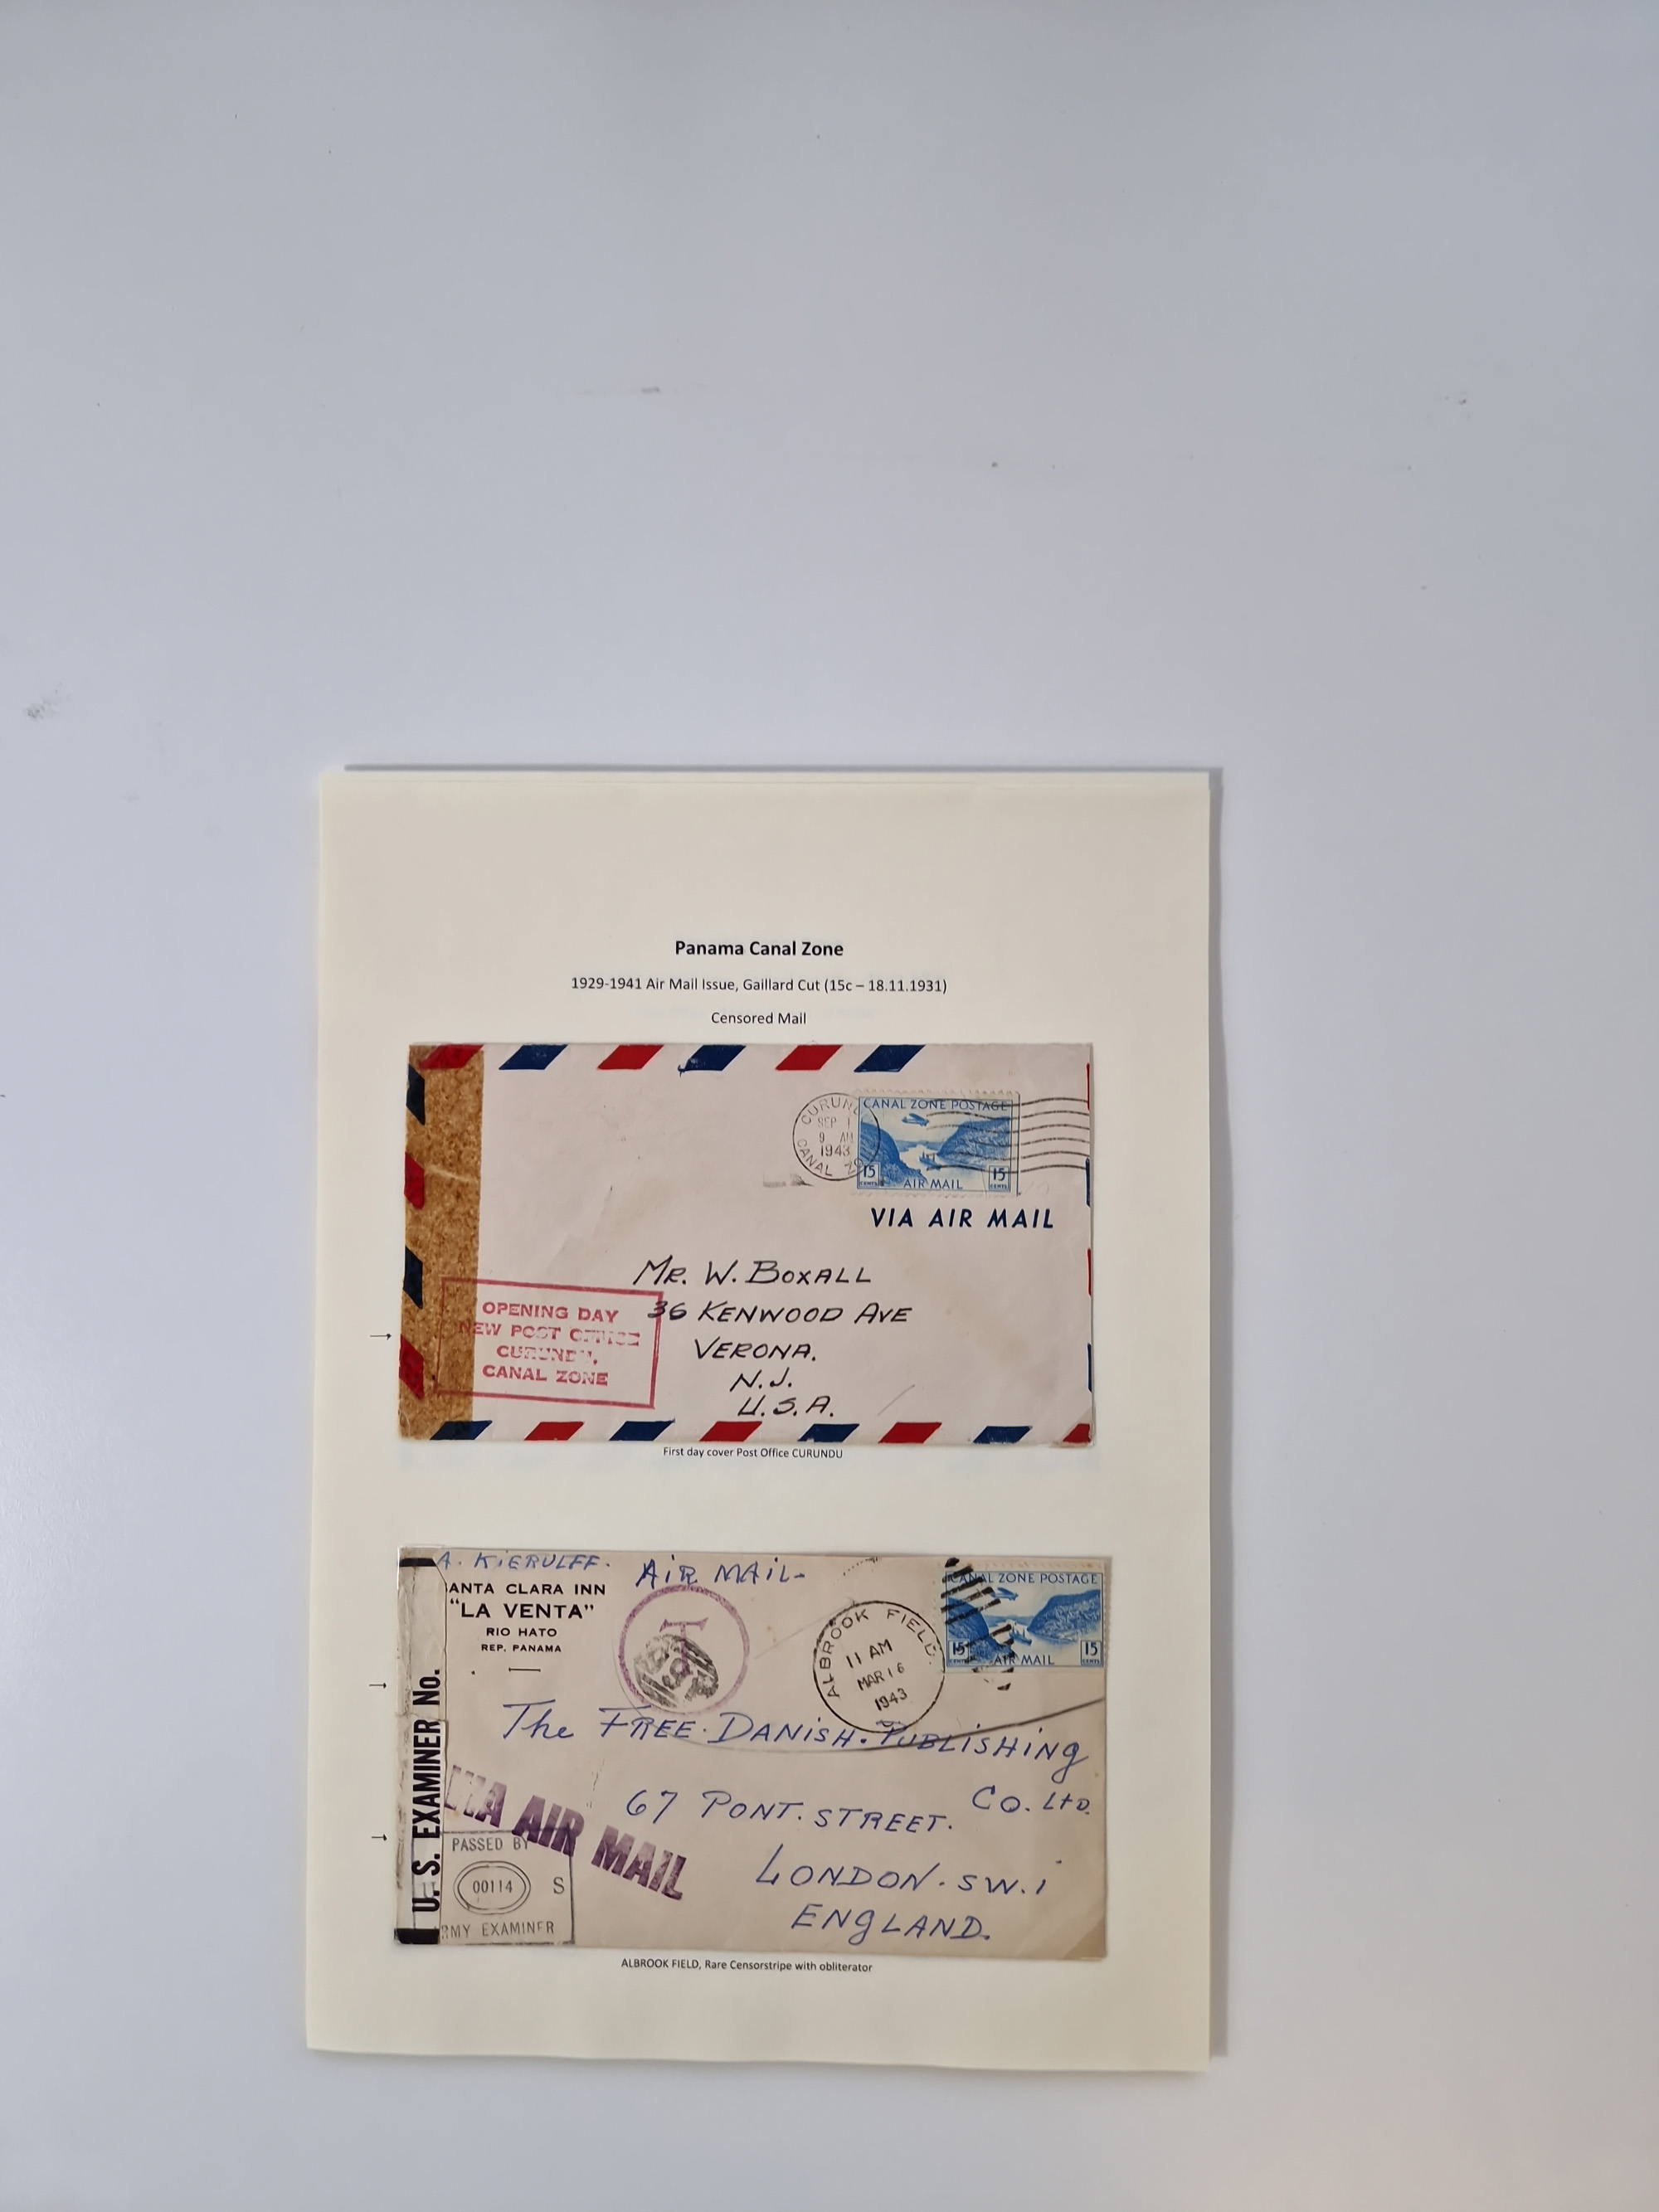 Panama Canal Zone
1929-1941 Air Mail Issue, Gaillard Cut (15c – 18.11.1931)
Censored Mail
CANAL ZONE POSTAGE
SEP 1
9 AM
1943
CANAL
15 CENTS AIR MAIL 15 CENTS
VIA AIR MAIL
MR. W. BOXALL
36 KENWOOD AVE
VERONA.
N.J.
U.S.A.
OPENING DAY
NEW POST OFFICE
CURUNDU,
CANAL ZONE
First day cover Post Office CURUNDU
A. KiERULFF.
AiR MAiL-
ANTA CLARA INN
"LA VENTA"
RIO HATO
REP. PANAMA
T
ALBROOK FIELD.
11 AM
MAR 16
1943
CANAL ZONE POSTAGE
15 CENTS AIR MAIL 15 CENTS
The FREE. DANiSH. PUBLiSHiNg
CO. Ltd.
67 PONT. STREET.
LONDON. SW.1
ENgLAND.
VIA AIR MAIL
U.S. EXAMINER No.
PASSED BY
00114 S
RMY EXAMINER
ALBROOK FIELD, Rare Censorstripe with obliterator